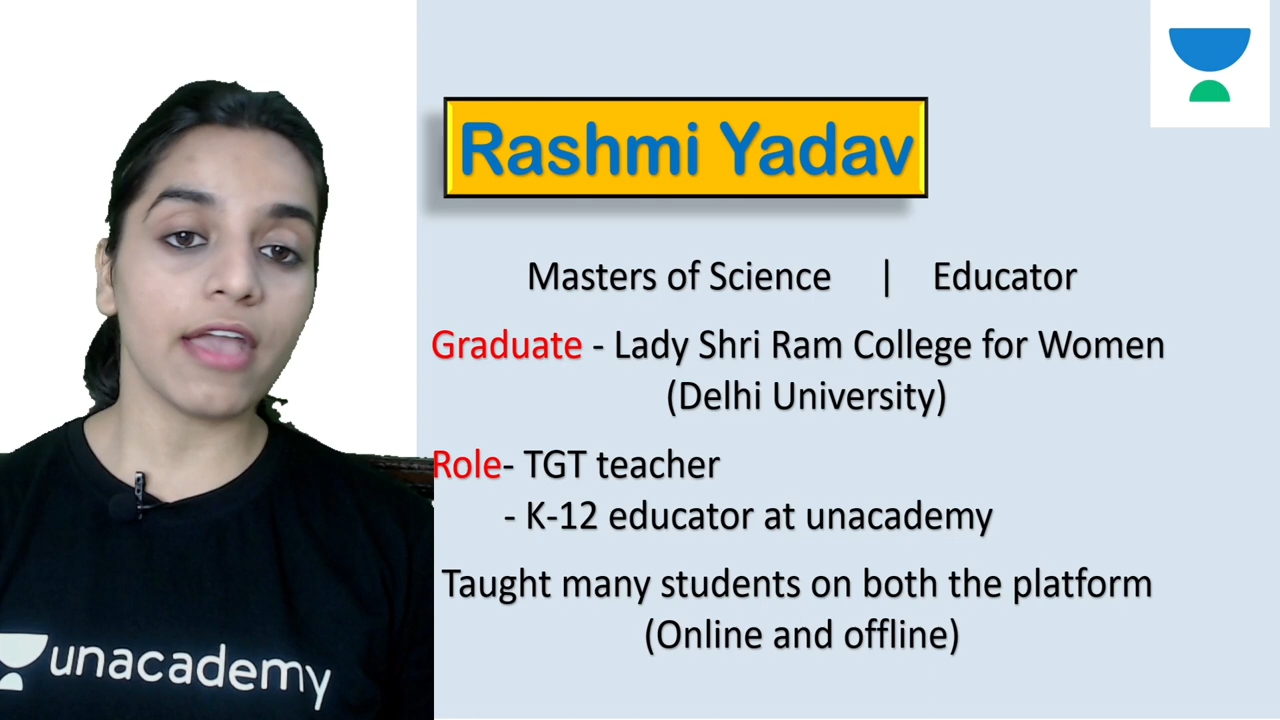 Rashmi Yadav
Masters of Science | Educator
Graduate - Lady Shri Ram College for Women
(Delhi University)
Role- TGT teacher
- K-12 educator at unacademy
Taught many students on both the platform
(Online and offline)
unacademy